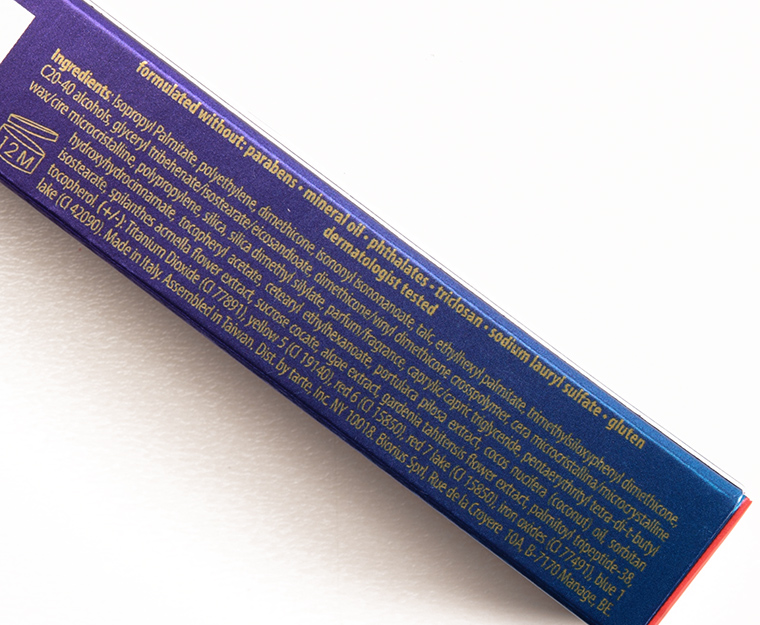 formulated without: parabens • mineral oil • phthalates • triclosan • sodium lauryl sulfate • gluten
dermatologist tested
Ingredients: Isopropyl Palmitate, polyethylene, dimethicone, isopropyl isononanoate, talc, ethylhexyl palmitate, trimethylsiloxyphenyl dimethicone,
C20-40 alcohols, glyceryl tribehenate/isostearate/eicosandioate, dimethicone/vinyl dimethicone crosspolymer, cera microcristallina/microcrystalline
wax/cire microcristalline, polypropylene, silica, silica dimethyl silylate, parfum/fragrance, caprylic/capric triglyceride, pentaerythrityl tetra-di-t-butyl
hydroxyhydrocinnamate, tocopheryl acetate, cetearyl ethylhexanoate, portulaca pilosa extract, cocos nucifera (coconut) oil, sorbitan
isostearate, spilanthes acmella flower extract, sucrose cocate, algae extract, gardenia tahitensis flower extract, palmitoyl tripeptide-38,
tocopherol. (+/-): Titanium Dioxide (CI 77891), yellow 5 (CI 19140), red 6 (CI 15850), red 7 lake (CI 15850), iron oxides (CI 77491), blue 1
lake (CI 42090). Made in Italy. Assembled in Taiwan. Dist. by tarte, inc. NY 10018. Biorius Sprl, Rue de la Croyere 10A, B-7170 Manage, BE.
12M